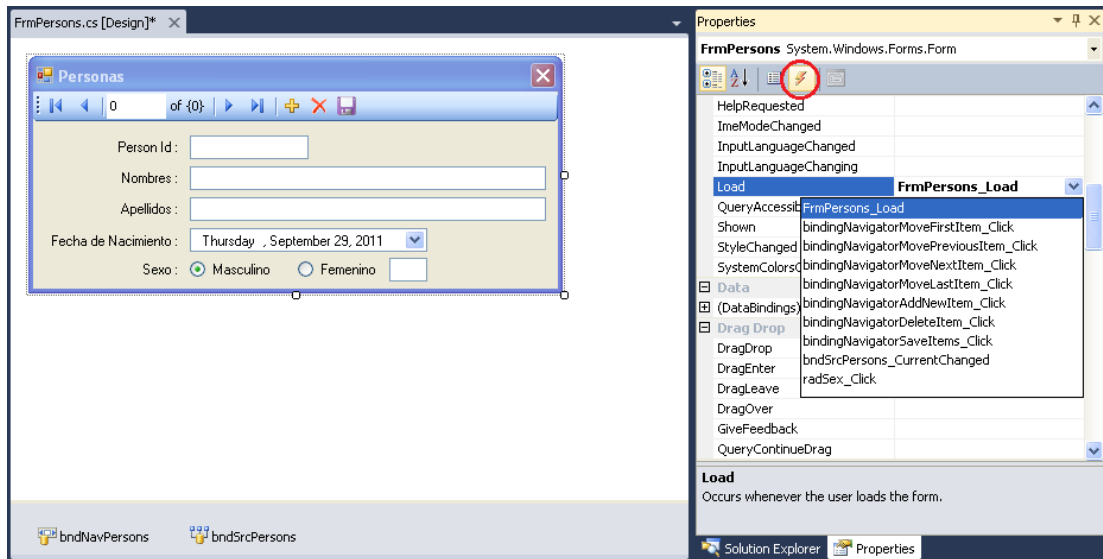 FrmPersons.cs [Design]*
Personas
0 of {0}
Person Id :
Nombres :
Apellidos :
Fecha de Nacimiento : Thursday , September 29, 2011
Sexo : Masculino Femenino
bndNavPersons bndSrcPersons
Properties
FrmPersons System.Windows.Forms.Form
HelpRequested
ImeModeChanged
InputLanguageChanged
InputLanguageChanging
Load FrmPersons_Load
QueryAccessib FrmPersons_Load
Shown bindingNavigatorMoveFirstItem_Click
StyleChanged bindingNavigatorMovePreviousItem_Click
SystemColorsC bindingNavigatorMoveNextItem_Click
Data bindingNavigatorMoveLastItem_Click
(DataBindings) bindingNavigatorAddNewItem_Click
Drag Drop bindingNavigatorDeleteItem_Click
DragDrop bindingNavigatorSaveItems_Click
DragEnter bndSrcPersons_CurrentChanged
DragLeave radSex_Click
DragOver
GiveFeedback
QueryContinueDrag
Load
Occurs whenever the user loads the form.
Solution Explorer Properties